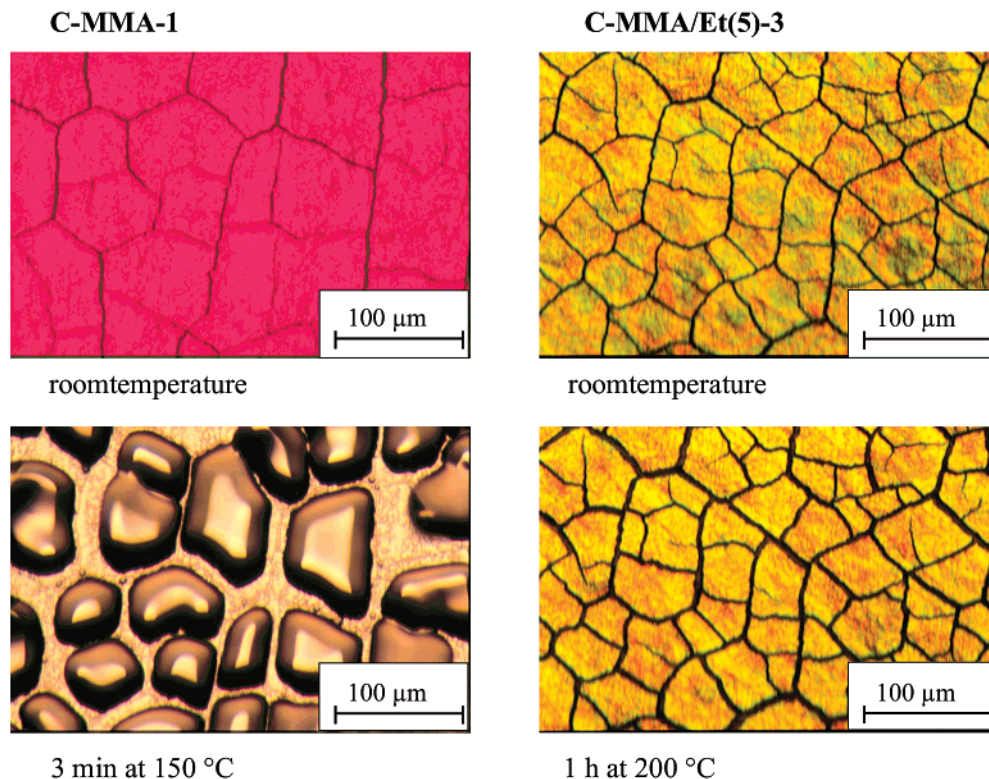 C-MMA-1
C-MMA/Et(5)-3
100 µm
100 µm
roomtemperature
roomtemperature
100 µm
100 µm
3 min at 150 °C
1 h at 200 °C